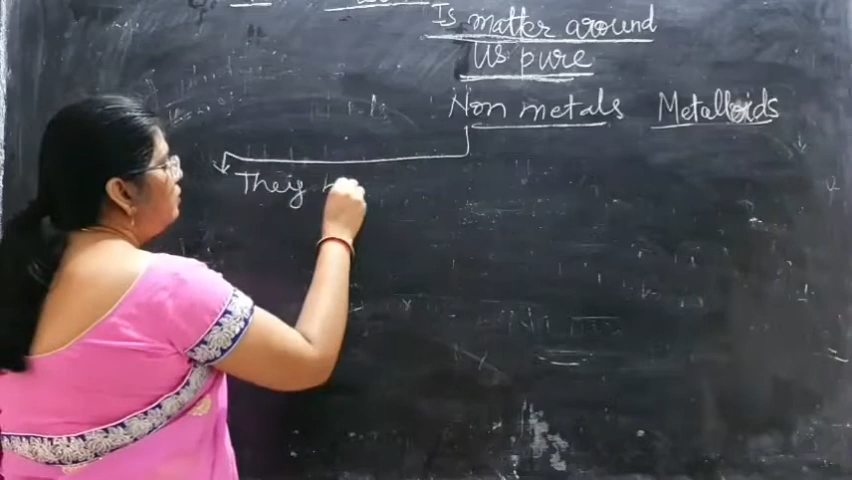 Is matter around
us pure
Non metals Metalloids
They